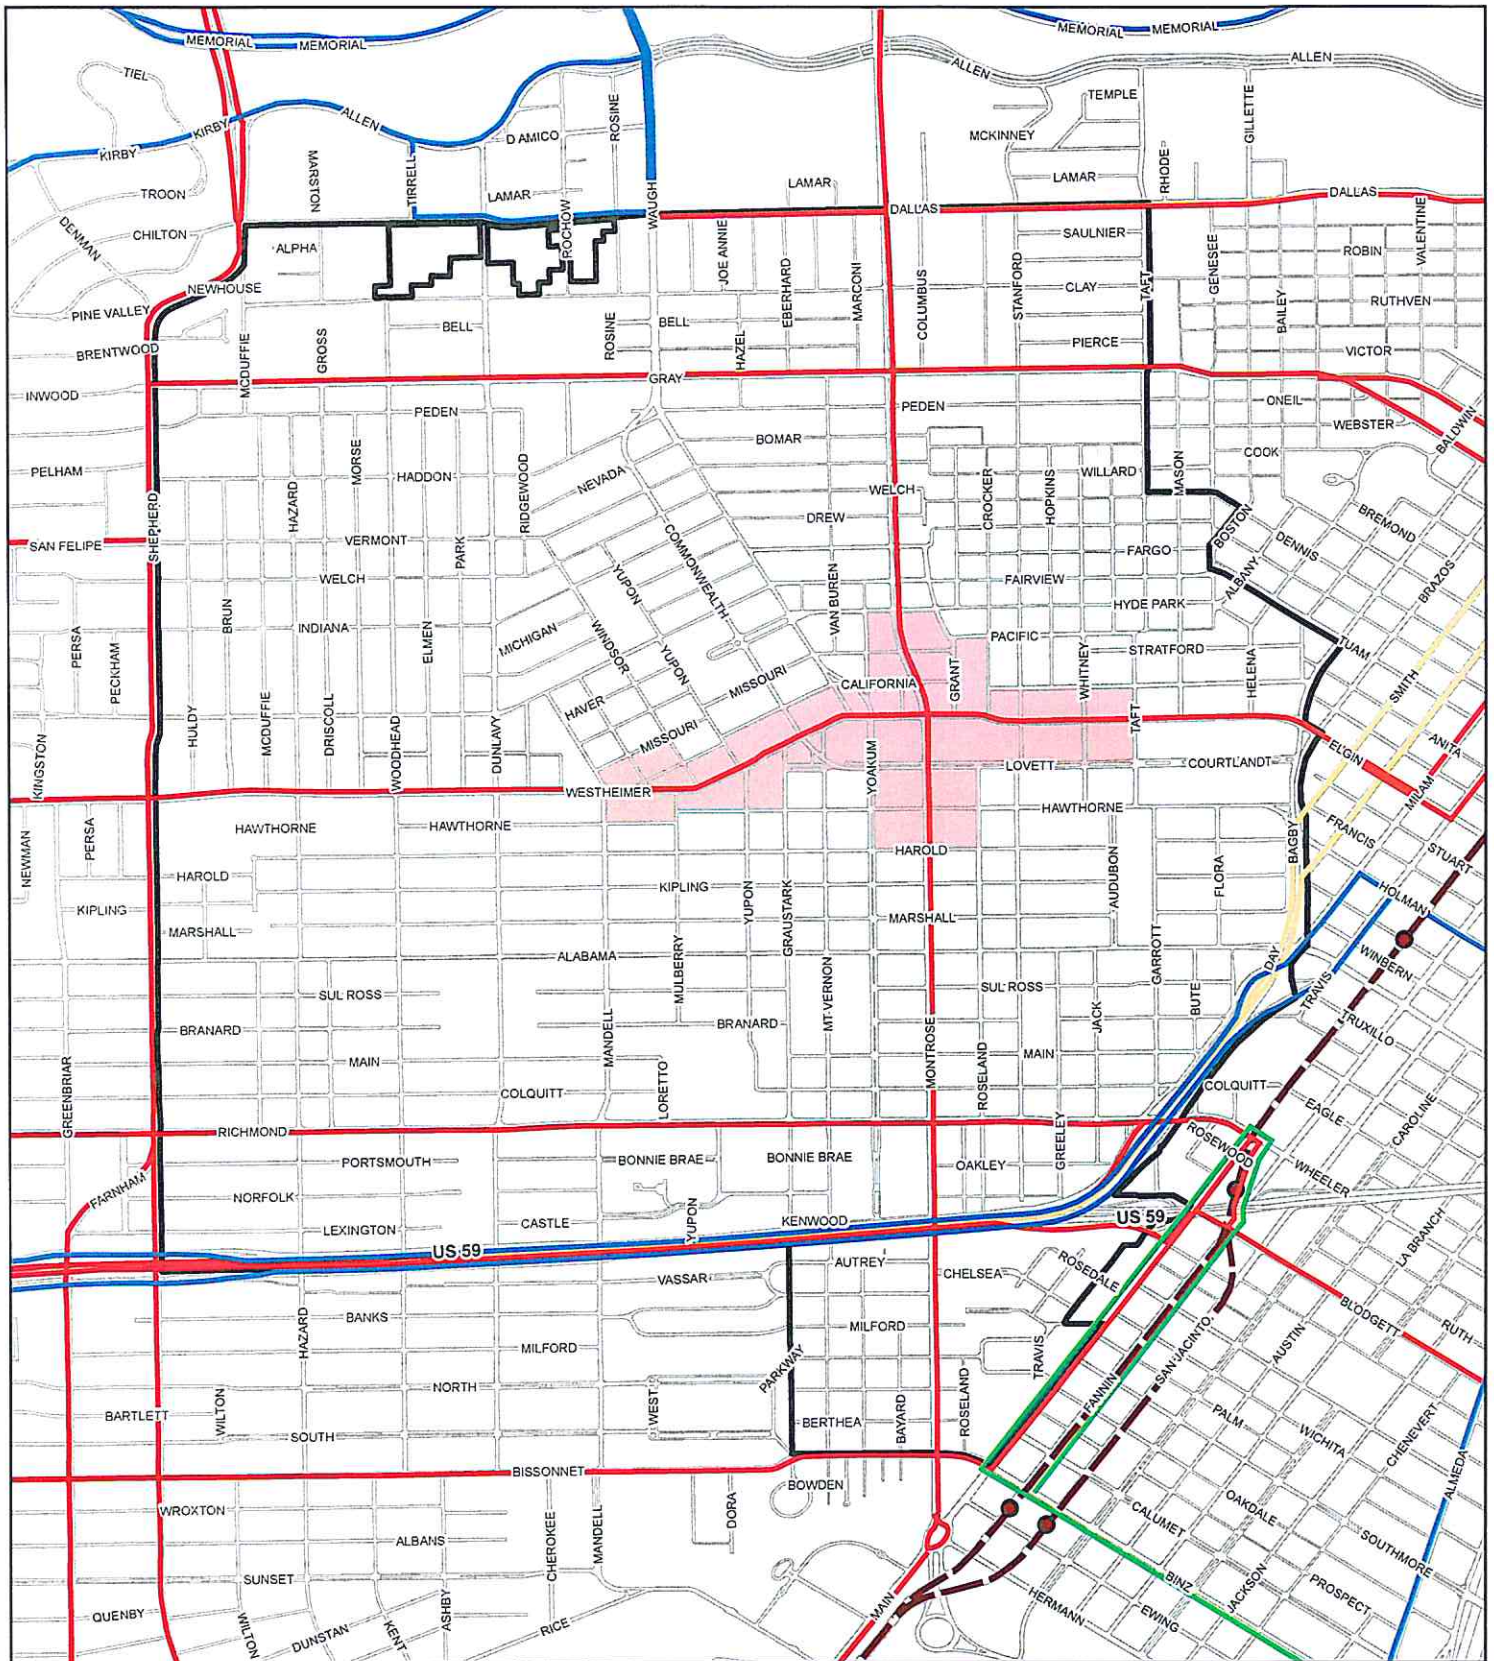 MEMORIAL
MEMORIAL
MEMORIAL
MEMORIAL
TIEL
ALLEN
ALLEN
TEMPLE
KIRBY
ALLEN
ROSINE
D AMICO
MCKINNEY
GILLETTE
KIRBY
MARSTON
TIRRELL
RHODE
TROON
LAMAR
LAMAR
LAMAR
DALLAS
WAUGH
DALLAS
DENMAN
CHILTON
ALPHA
ROCHOW
JOE ANNIE
SAULNIER
VALENTINE
GENESEE
ROBIN
NEWHOUSE
EBERHARD
MARCONI
COLUMBUS
STANFORD
CLAY
TAFT
BAILEY
RUTHVEN
PINE VALLEY
BELL
BELL
ROSINE
HAZEL
PIERCE
BRENTWOOD
GROSS
MCDUFFIE
VICTOR
INWOOD
GRAY
PEDEN
PEDEN
ONEIL
WEBSTER
BALDWIN
BOMAR
PELHAM
HAZARD
MORSE
HADDON
RIDGEWOOD
NEVADA
WELCH
CROCKER
HOPKINS
WILLARD
MASON
COOK
SHEPHERD
DREW
BOSTON
BREMOND
SAN FELIPE
VERMONT
PARK
COMMONWEALTH
FARGO
DENNIS
WELCH
YUPON
VAN BUREN
FAIRVIEW
ALBANY
BRAZOS
HYDE PARK
PERSA
BRUN
INDIANA
ELMEN
MICHIGAN
WINDSOR
PACIFIC
STRATFORD
TUAM
PECKHAM
YUPON
MISSOURI
CALIFORNIA
GRANT
WHITNEY
HELENA
SMITH
HULDY
MCDUFFIE
DRISCOLL
WOODHEAD
DUNLAVY
HAVER
MISSOURI
TAFT
ANITA
ELGIN
KINGSTON
WESTHEIMER
YOAKUM
LOVETT
COURTLANDT
MILAM
HAWTHORNE
HAWTHORNE
HAWTHORNE
NEWMAN
PERSA
BAGBY
FRANCIS
STUART
HAROLD
HAROLD
KIPLING
AUDUBON
FLORA
HOLMAN
KIPLING
YUPON
GRAUSTARK
MARSHALL
MARSHALL
ALABAMA
MULBERRY
GARROTT
DAY
WINBERN
SUL ROSS
SUL ROSS
MT VERNON
BUTE
TRAVIS
BRANARD
BRANARD
JACK
TRUXILLO
MANDELL
GREENBRIAR
MAIN
LORETTO
MONTROSE
ROSELAND
MAIN
COLQUITT
COLQUITT
EAGLE
CAROLINE
RICHMOND
GREELEY
ROSEWOOD
PORTSMOUTH
BONNIE BRAE
BONNIE BRAE
OAKLEY
WHEELER
FARNHAM
NORFOLK
LEXINGTON
CASTLE
YUPON
KENWOOD
US 59
LA BRANCH
US 59
VASSAR
AUTREY
CHELSEA
ROSEDALE
BANKS
HAZARD
MILFORD
MILFORD
BLODGETT
RUTH
TRAVIS
SAN JACINTO
AUSTIN
NORTH
WEST
PARKWAY
FANNIN
BARTLETT
WILTON
SOUTH
BERTHEA
BAYARD
ROSELAND
PALM
WICHITA
CHENEVERT
ALMEDA
BISSONNET
BOWDEN
WROXTON
DORA
OAKDALE
CALUMET
ALBANS
CHEROKEE
MANDELL
SOUTHMORE
SUNSET
BINZ
JACKSON
PROSPECT
QUENBY
WILTON
DUNSTAN
KENT
ASHBY
RICE
MAIN
HERMANN
EWING